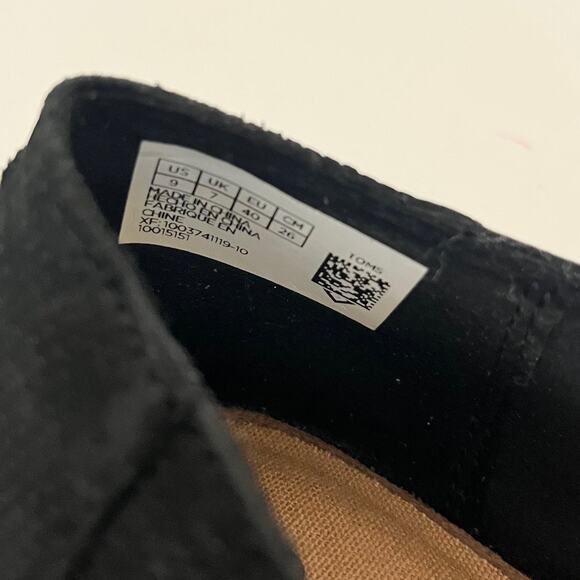 US UK EU CM
9 7 40 26
MADE IN CHINA
HECHO EN CHINA
FABRIQUE EN
CHINE
XF: 1003741119-10
10015151
TOMS